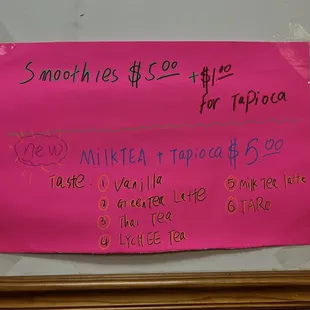 Smoothies $5.00 + $1.00
for Tapioca
new
MilkTEA + Tapioca $5.00
Taste. ① Vanilla
② GreenTea Latte
③ Thai Tea
④ LYCHEE Tea
⑤ Milk Tea latte
⑥ TARO